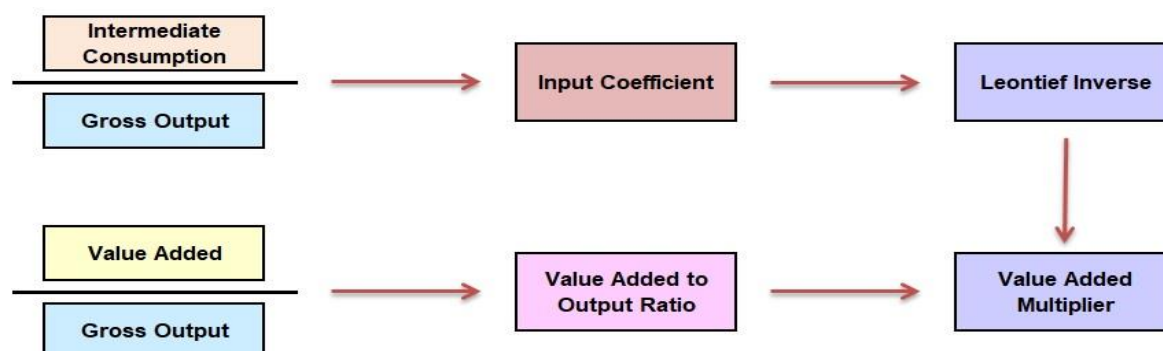 Intermediate
Consumption
Gross Output
Input Coefficient
Leontief Inverse
Value Added
Gross Output
Value Added to
Output Ratio
Value Added
Multiplier